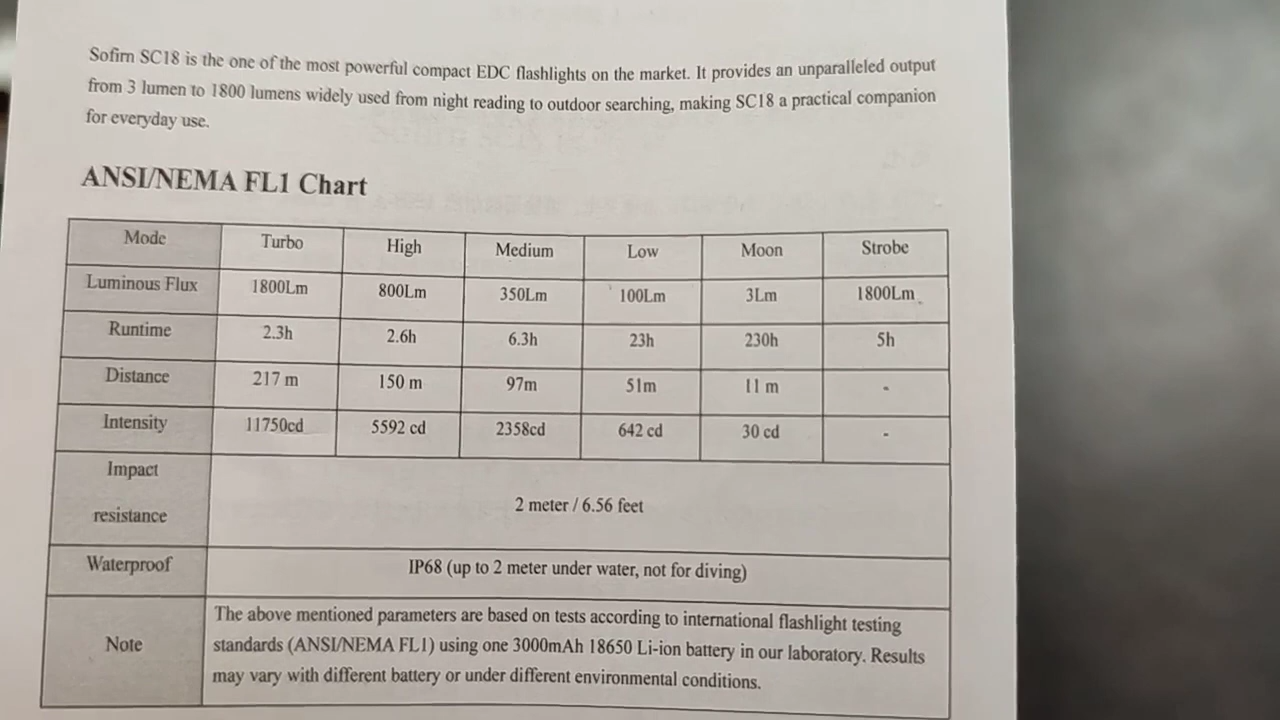 Sofirn SC18 is the one of the most powerful compact EDC flashlights on the market. It provides an unparalleled output
from 3 lumen to 1800 lumens widely used from night reading to outdoor searching, making SC18 a practical companion
for everyday use.
ANSI/NEMA FL1 Chart
Mode Turbo High Medium Low Moon Strobe
Luminous Flux 1800Lm 800Lm 350Lm 100Lm 3Lm 1800Lm
Runtime 2.3h 2.6h 6.3h 23h 230h 5h
Distance 217 m 150 m 97m 51m 11 m -
Intensity 11750cd 5592 cd 2358cd 642 cd 30 cd -
Impact
resistance
2 meter / 6.56 feet
Waterproof IP68 (up to 2 meter under water, not for diving)
Note
The above mentioned parameters are based on tests according to international flashlight testing
standards (ANSI/NEMA FL1) using one 3000mAh 18650 Li-ion battery in our laboratory. Results
may vary with different battery or under different environmental conditions.